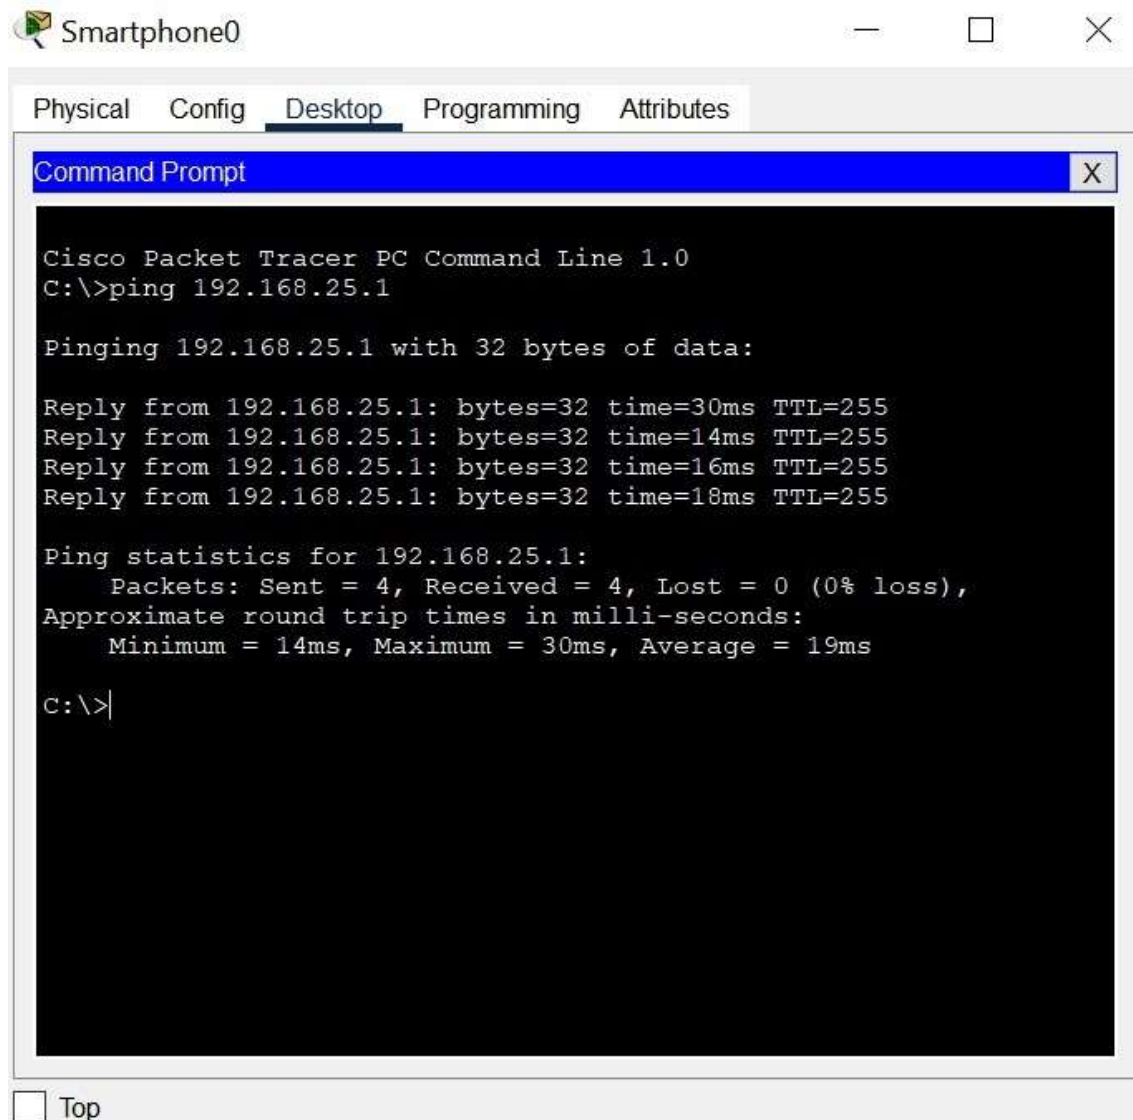 Smartphone0
Physical Config Desktop Programming Attributes
Command Prompt X
Cisco Packet Tracer PC Command Line 1.0
C:\>ping 192.168.25.1
Pinging 192.168.25.1 with 32 bytes of data:
Reply from 192.168.25.1: bytes=32 time=30ms TTL=255
Reply from 192.168.25.1: bytes=32 time=14ms TTL=255
Reply from 192.168.25.1: bytes=32 time=16ms TTL=255
Reply from 192.168.25.1: bytes=32 time=18ms TTL=255
Ping statistics for 192.168.25.1:
    Packets: Sent = 4, Received = 4, Lost = 0 (0% loss),
Approximate round trip times in milli-seconds:
    Minimum = 14ms, Maximum = 30ms, Average = 19ms
C:\>
Top